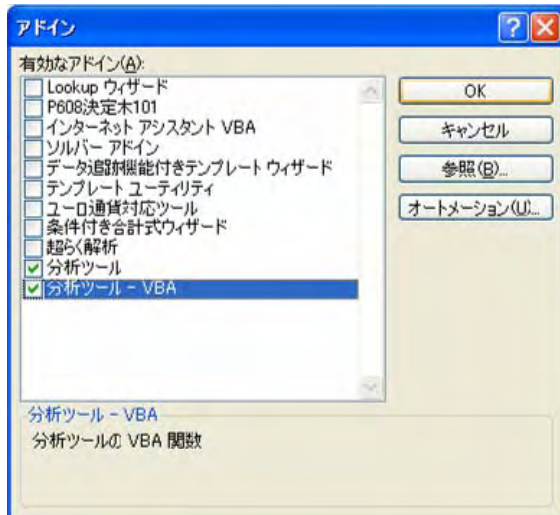 アドイン
有効なアドイン(A):
Lookup ウィザード
P608決定木101
インターネット アシスタント VBA
ソルバー アドイン
データ追跡機能付きテンプレート ウィザード
テンプレート ユーティリティ
ユーロ通貨対応ツール
条件付き合計式ウィザード
超らく解析
分析ツール
分析ツール - VBA
OK
キャンセル
参照(B)...
オートメーション(U)...
分析ツール - VBA
分析ツールの VBA 関数